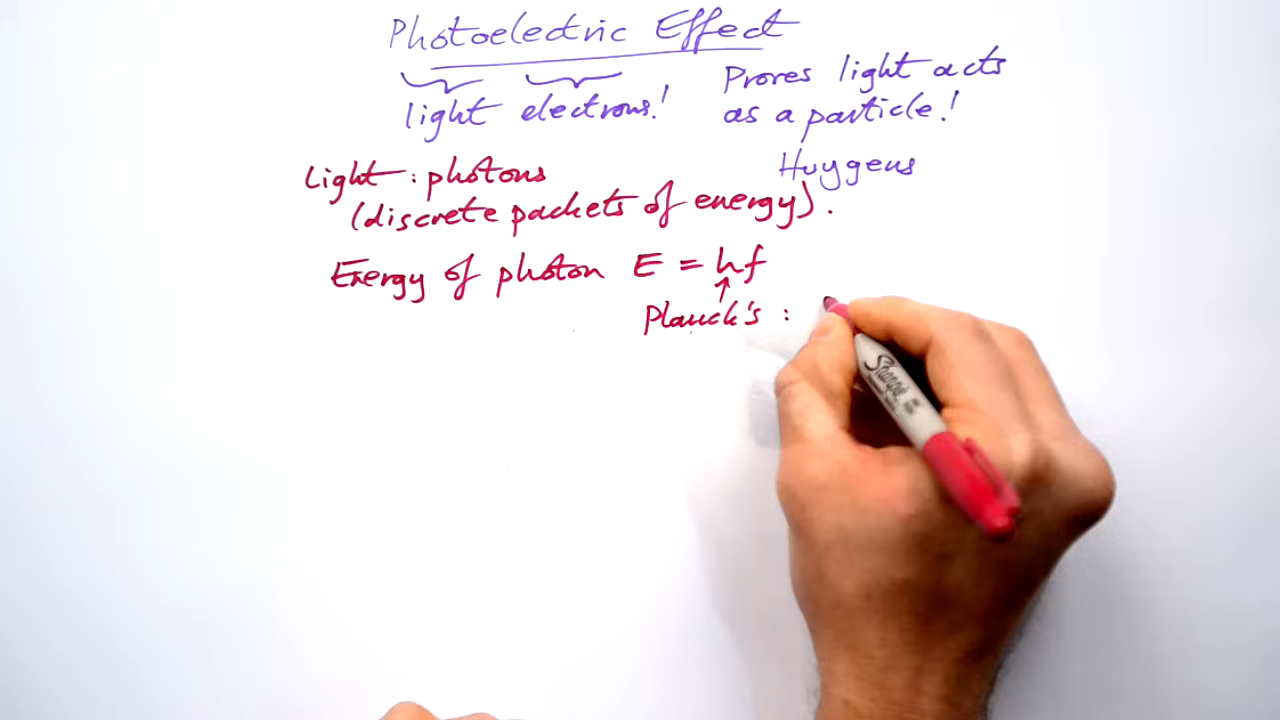 Photoelectric Effect
light electrons!
Proves light acts
as a particle!
Huygens
Light: photons
(discrete packets of energy).
Energy of photon E = hf
↑
Planck's :
Sharpie